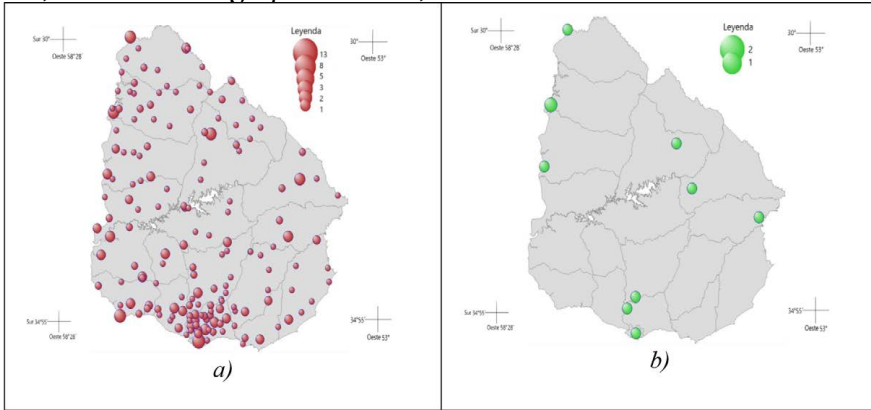 Leyenda
13
8
5
3
2
1
Sur 30°
Oeste 58°28'
30°
Oeste 53°
Sur 34°55'
Oeste 58°28'
34°55'
Oeste 53°
a)
Leyenda
2
1
Sur 30°
Oeste 58°28'
30°
Oeste 53°
Sur 34°55'
Oeste 58°28'
34°55'
Oeste 53°
b)